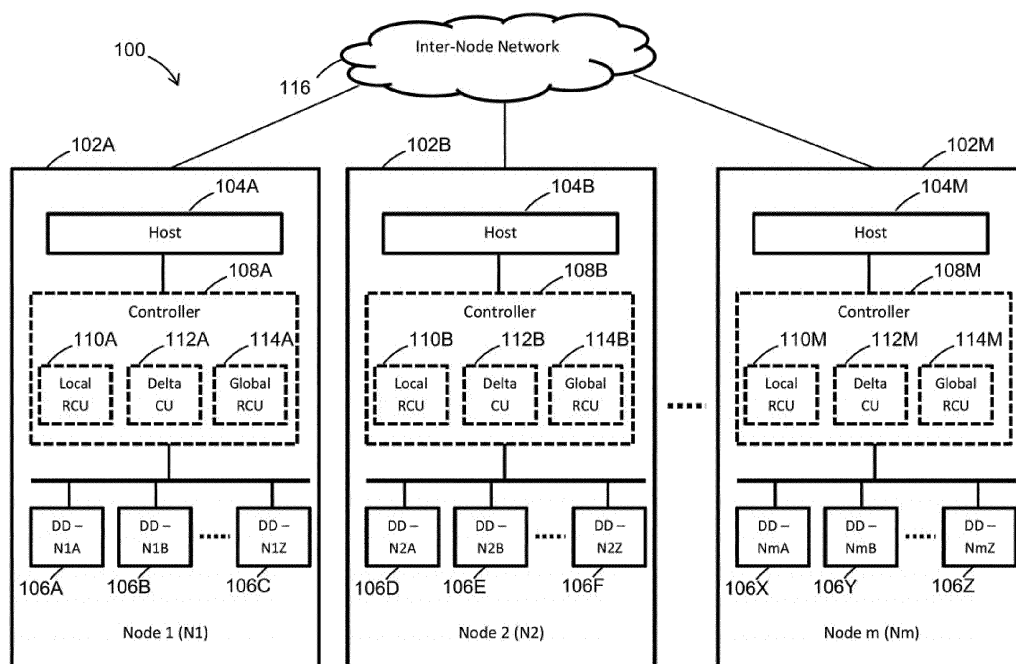 Inter-Node Network
100
116
102A
102B
102M
104A
104B
104M
Host
Host
Host
108A
108B
108M
Controller
Controller
Controller
110A
112A
114A
110B
112B
114B
110M
112M
114M
Local
RCU
Delta
CU
Global
RCU
Local
RCU
Delta
CU
Global
RCU
Local
RCU
Delta
CU
Global
RCU
DD –
N1A
DD –
N1B
DD –
N1Z
DD –
N2A
DD –
N2B
DD –
N2Z
DD –
NmA
DD –
NmB
DD –
NmZ
106A
106B
106C
106D
106E
106F
106X
106Y
106Z
Node 1 (N1)
Node 2 (N2)
Node m (Nm)